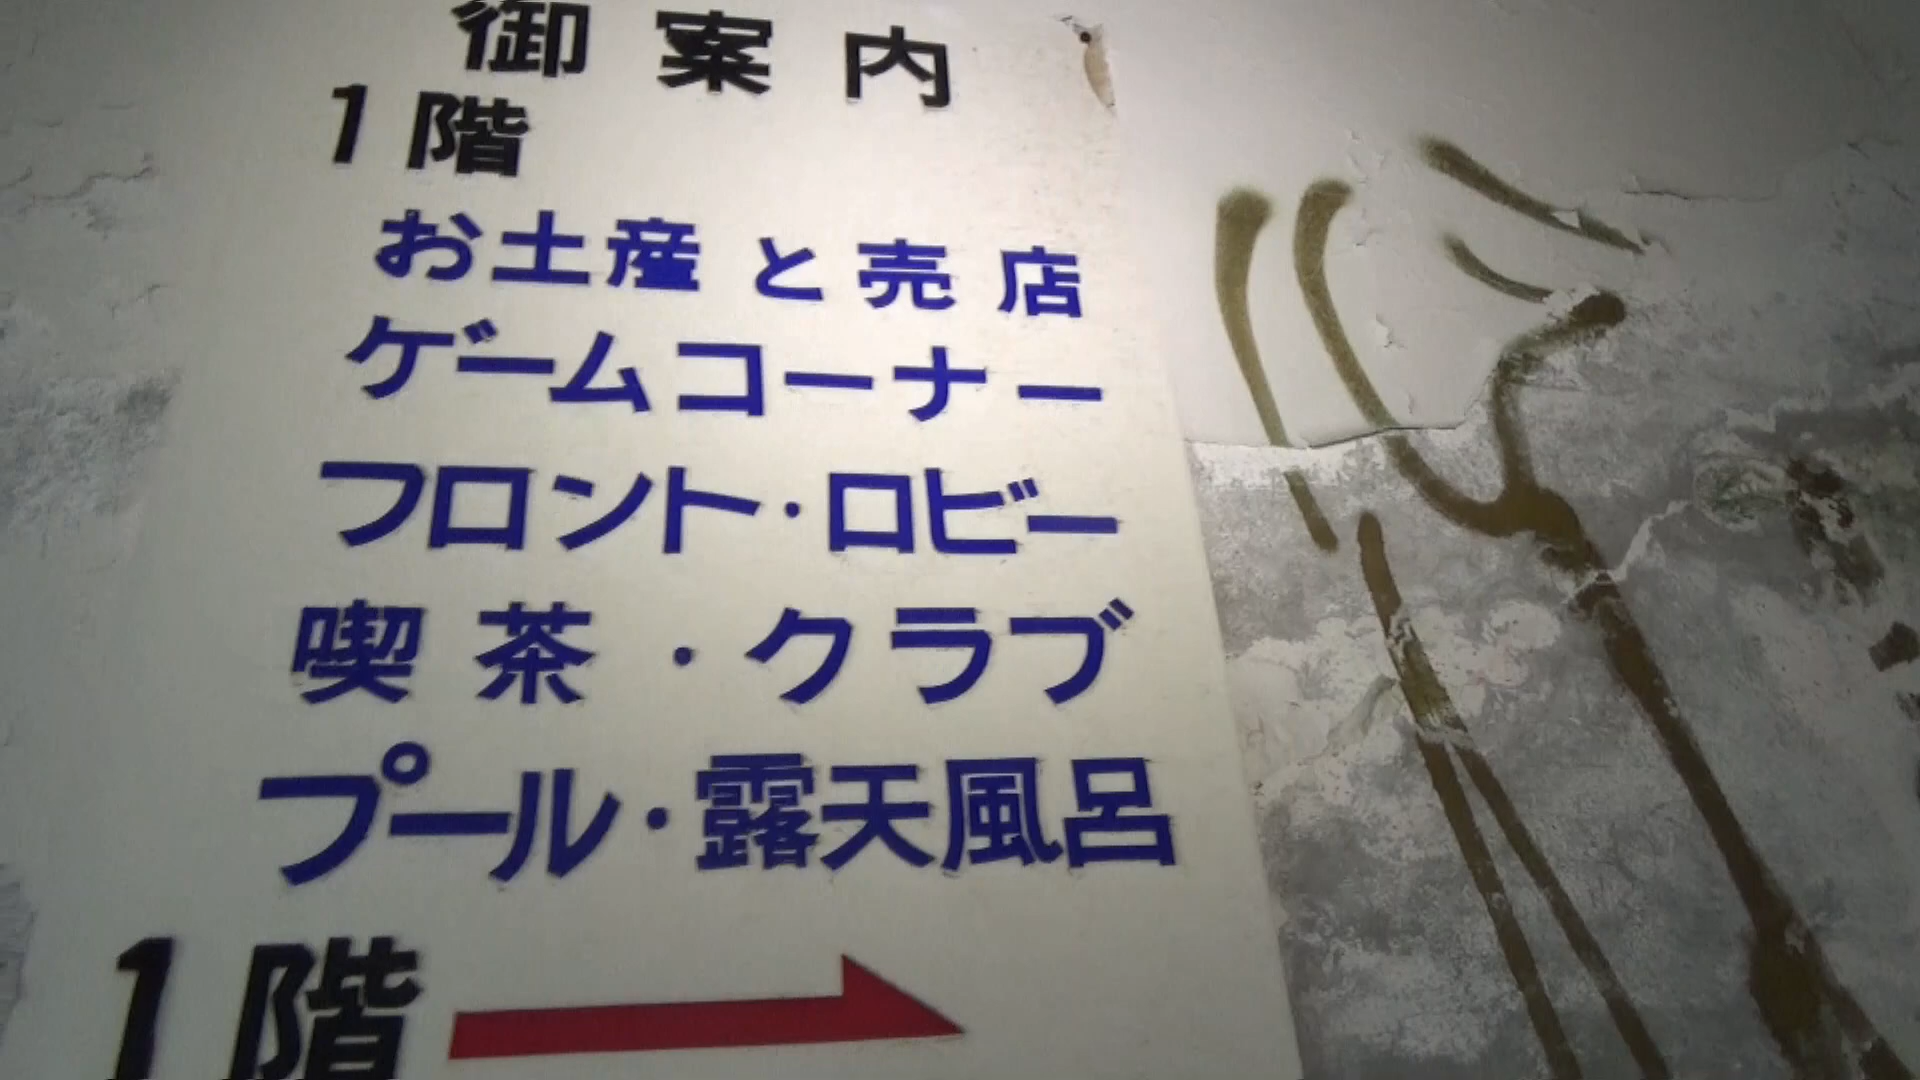 御案内
1階
お土産と売店
ゲームコーナー
フロント・ロビー
喫茶・クラブ
プール・露天風呂
1階